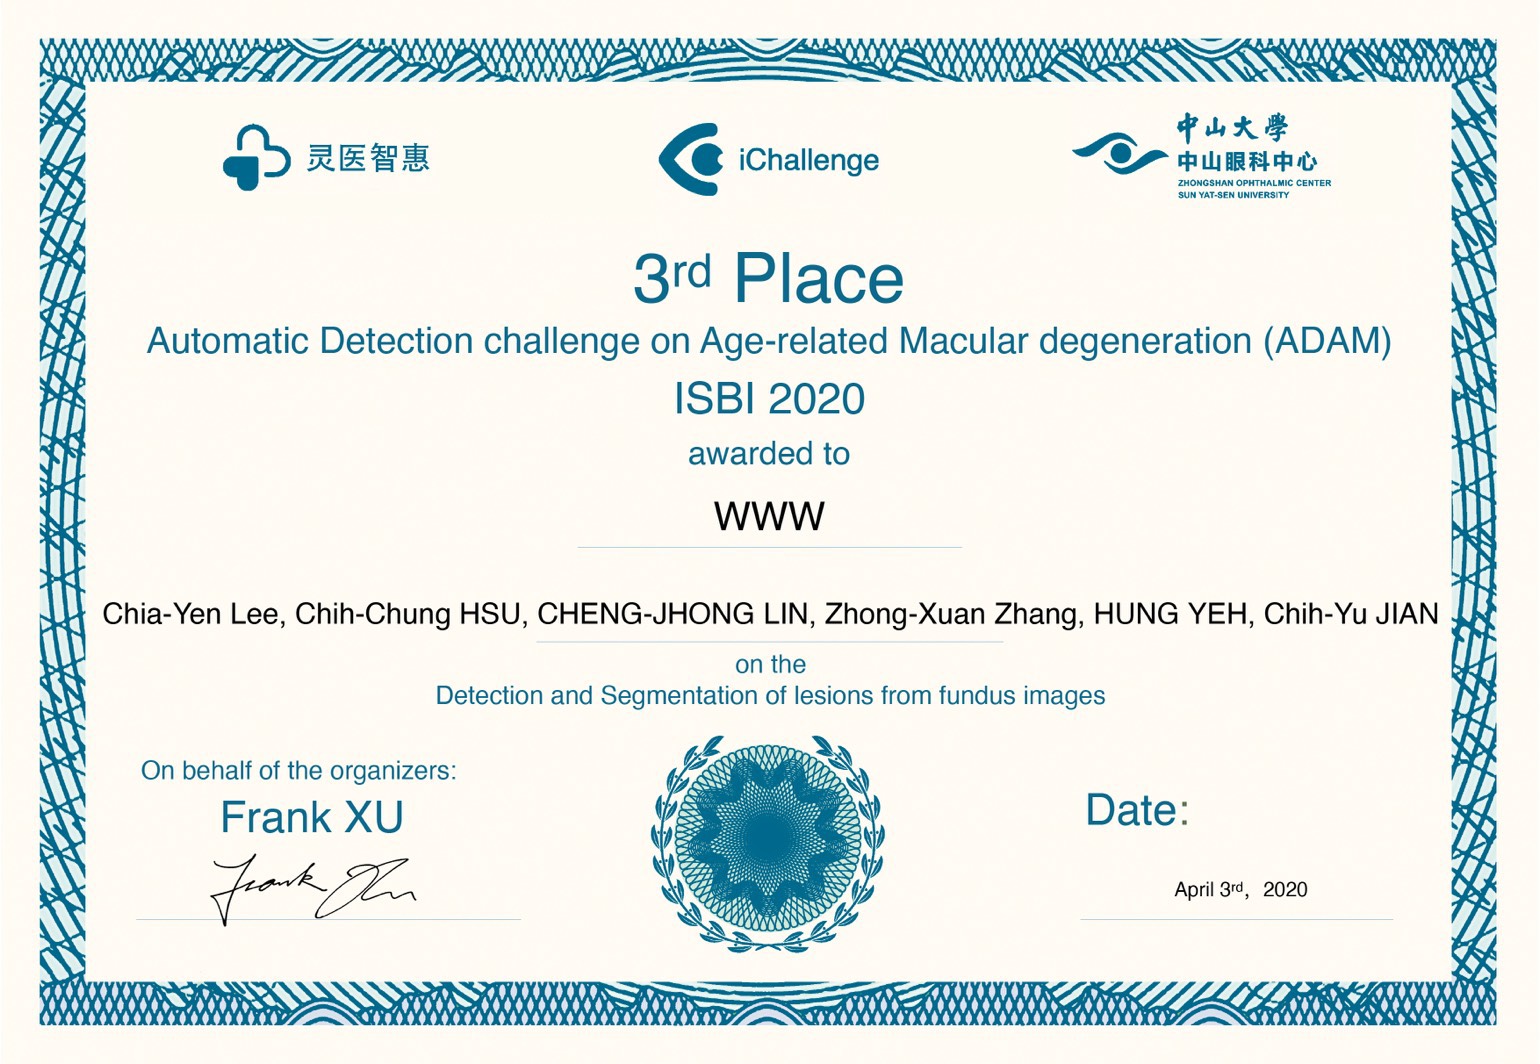 灵医智惠
iChallenge
中山大學
中山眼科中心
ZHONGSHAN OPHTHALMIC CENTER
SUN YAT-SEN UNIVERSITY
3rd Place
Automatic Detection challenge on Age-related Macular degeneration (ADAM)
ISBI 2020
awarded to
WWW
Chia-Yen Lee, Chih-Chung HSU, CHENG-JHONG LIN, Zhong-Xuan Zhang, HUNG YEH, Chih-Yu JIAN
on the
Detection and Segmentation of lesions from fundus images
On behalf of the organizers:
Frank XU
Frank Xu
Date:
April 3rd,  2020